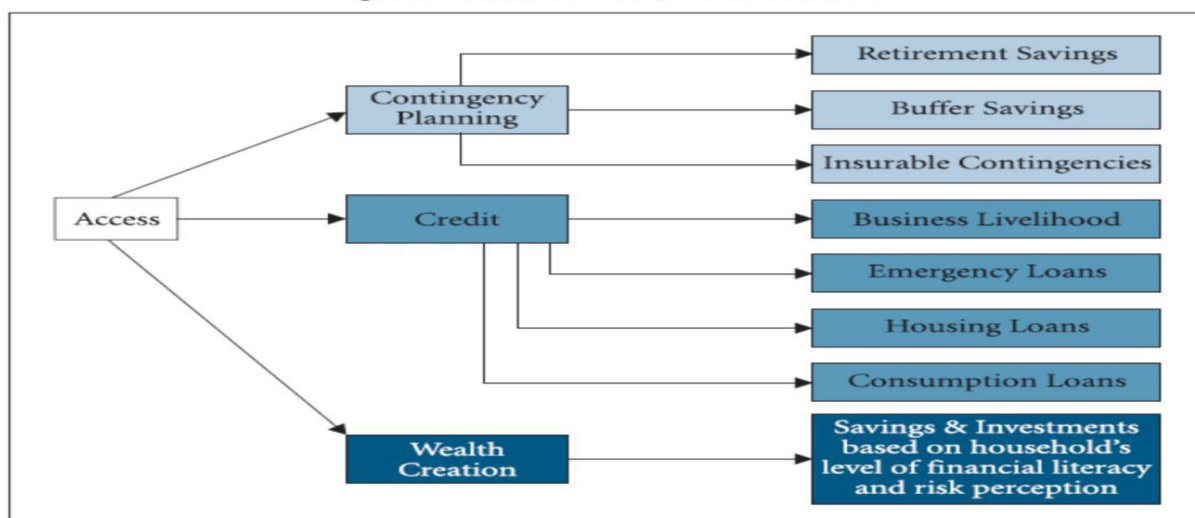 Retirement Savings
Contingency
Planning
Buffer Savings
Insurable Contingencies
Access
Credit
Business Livelihood
Emergency Loans
Housing Loans
Consumption Loans
Wealth
Creation
Savings & Investments
based on household's
level of financial literacy
and risk perception